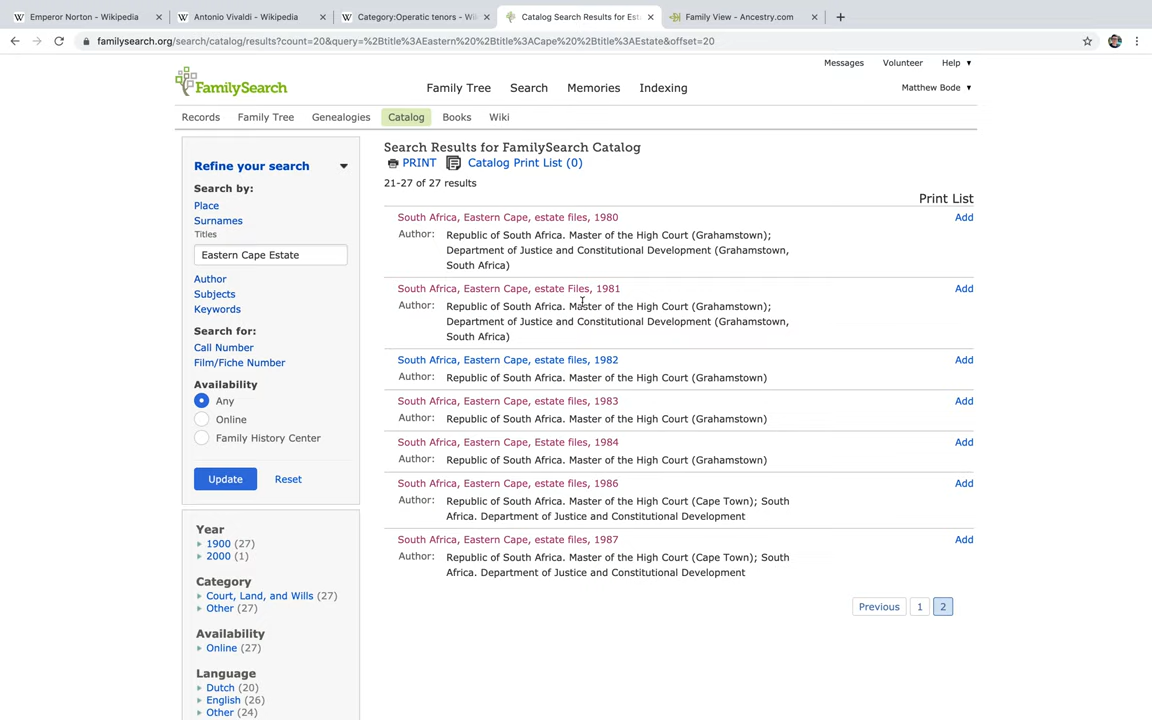 Emperor Norton - Wikipedia
Antonio Vivaldi - Wikipedia
Category:Operatic tenors - Wi
Catalog Search Results for Est
Family View - Ancestry.com
familysearch.org/search/catalog/results?count=20&query=%2Btitle%3AEastern%20%2Btitle%3ACape%20%2Btitle%3AEstate&offset=20
Messages Volunteer Help
FamilySearch
Family Tree Search Memories Indexing
Matthew Bode
Records Family Tree Genealogies Catalog Books Wiki
Refine your search
Search by:
Place
Surnames
Titles
Eastern Cape Estate
Author
Subjects
Keywords
Search for:
Call Number
Film/Fiche Number
Availability
Any
Online
Family History Center
Update Reset
Year
1900 (27)
2000 (1)
Category
Court, Land, and Wills (27)
Other (27)
Availability
Online (27)
Language
Dutch (20)
English (26)
Other (24)
Search Results for FamilySearch Catalog
PRINT Catalog Print List (0)
21-27 of 27 results
Print List
South Africa, Eastern Cape, estate files, 1980 Add
Author: Republic of South Africa. Master of the High Court (Grahamstown);
Department of Justice and Constitutional Development (Grahamstown,
South Africa)
South Africa, Eastern Cape, estate Files, 1981 Add
Author: Republic of South Africa. Master of the High Court (Grahamstown);
Department of Justice and Constitutional Development (Grahamstown,
South Africa)
South Africa, Eastern Cape, estate files, 1982 Add
Author: Republic of South Africa. Master of the High Court (Grahamstown)
South Africa, Eastern Cape, estate files, 1983 Add
Author: Republic of South Africa. Master of the High Court (Grahamstown)
South Africa, Eastern Cape, Estate files, 1984 Add
Author: Republic of South Africa. Master of the High Court (Grahamstown)
South Africa, Eastern Cape, estate files, 1986 Add
Author: Republic of South Africa. Master of the High Court (Cape Town); South
Africa. Department of Justice and Constitutional Development
South Africa, Eastern Cape, estate files, 1987 Add
Author: Republic of South Africa. Master of the High Court (Cape Town); South
Africa. Department of Justice and Constitutional Development
Previous 1 2